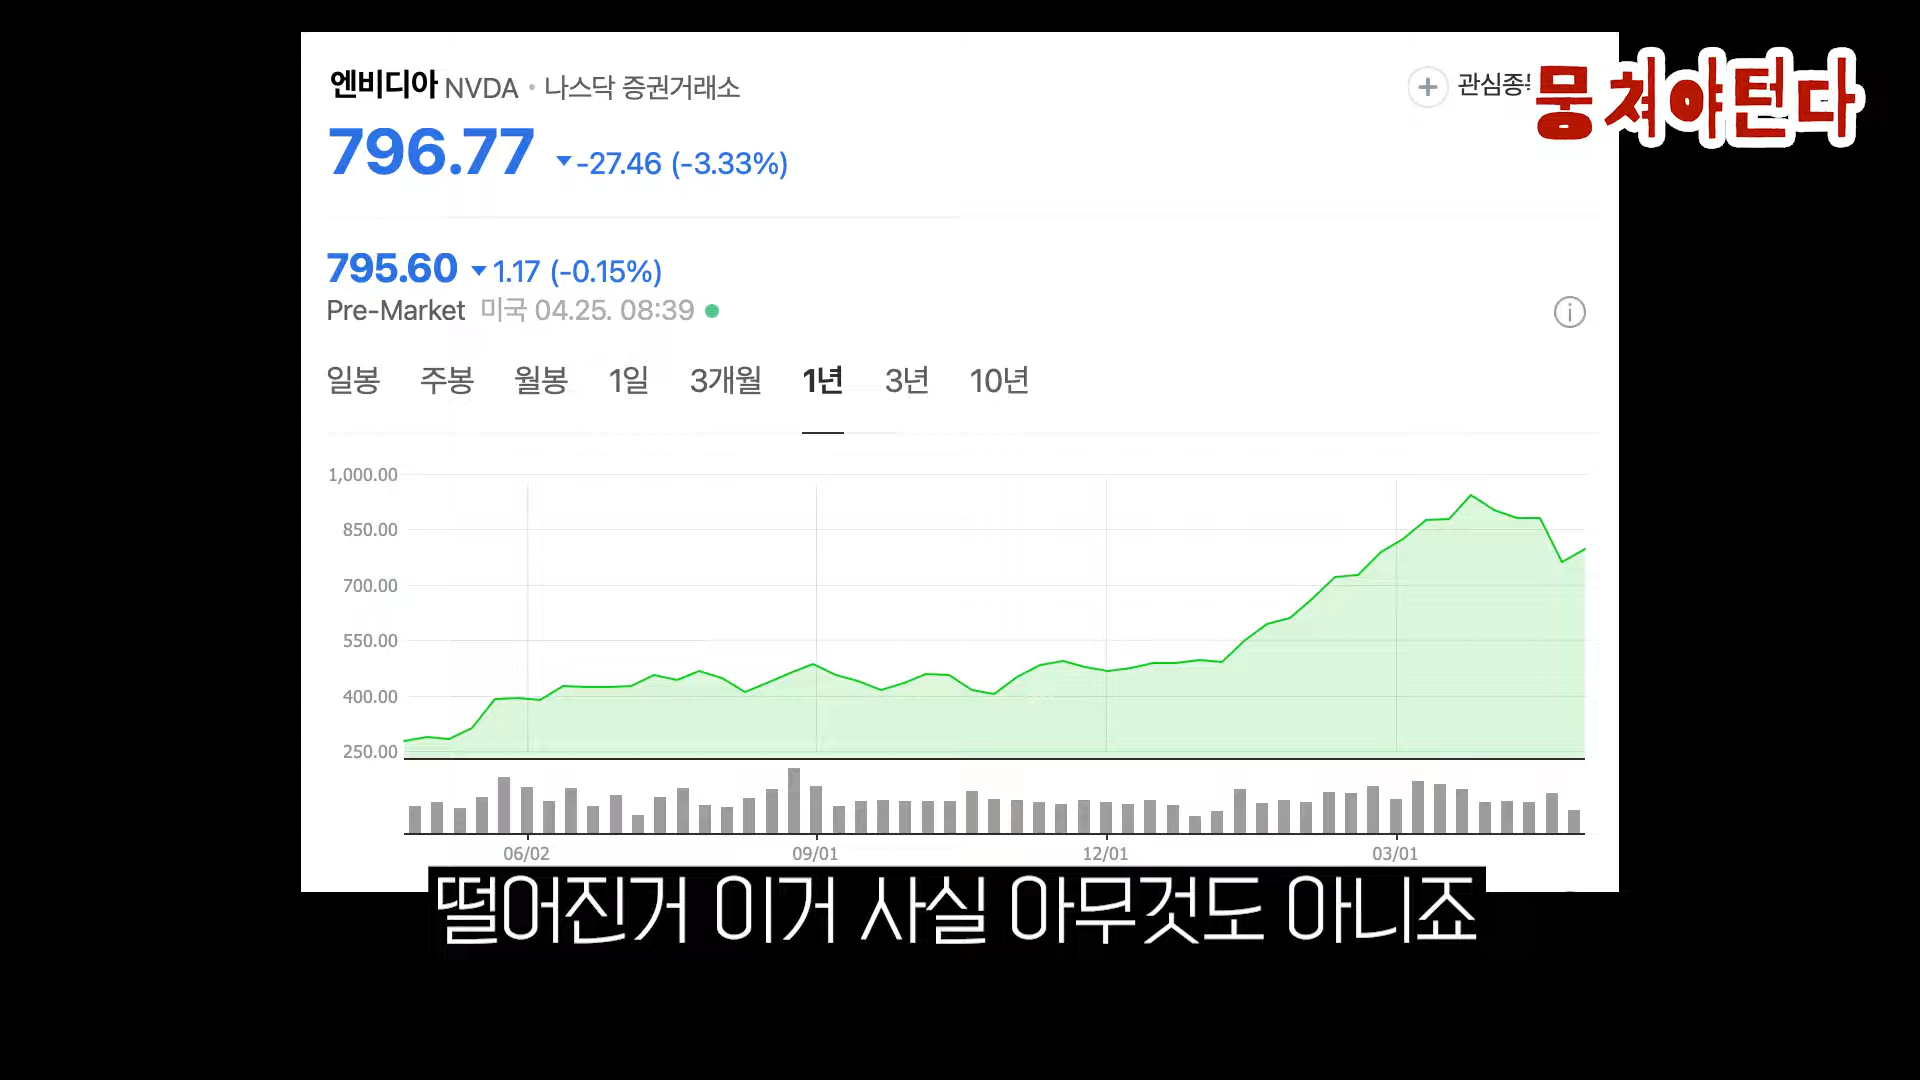 엔비디아 NVDA · 나스닥 증권거래소
관심종
뭉쳐야턴다
796.77 ▼-27.46 (-3.33%)
795.60 ▼1.17 (-0.15%)
Pre-Market 미국 04.25. 08:39
일봉 주봉 월봉 1일 3개월 1년 3년 10년
1,000.00
850.00
700.00
550.00
400.00
250.00
06/02 09/01 12/01 03/01
떨어진거 이거 사실 아무것도 아니죠